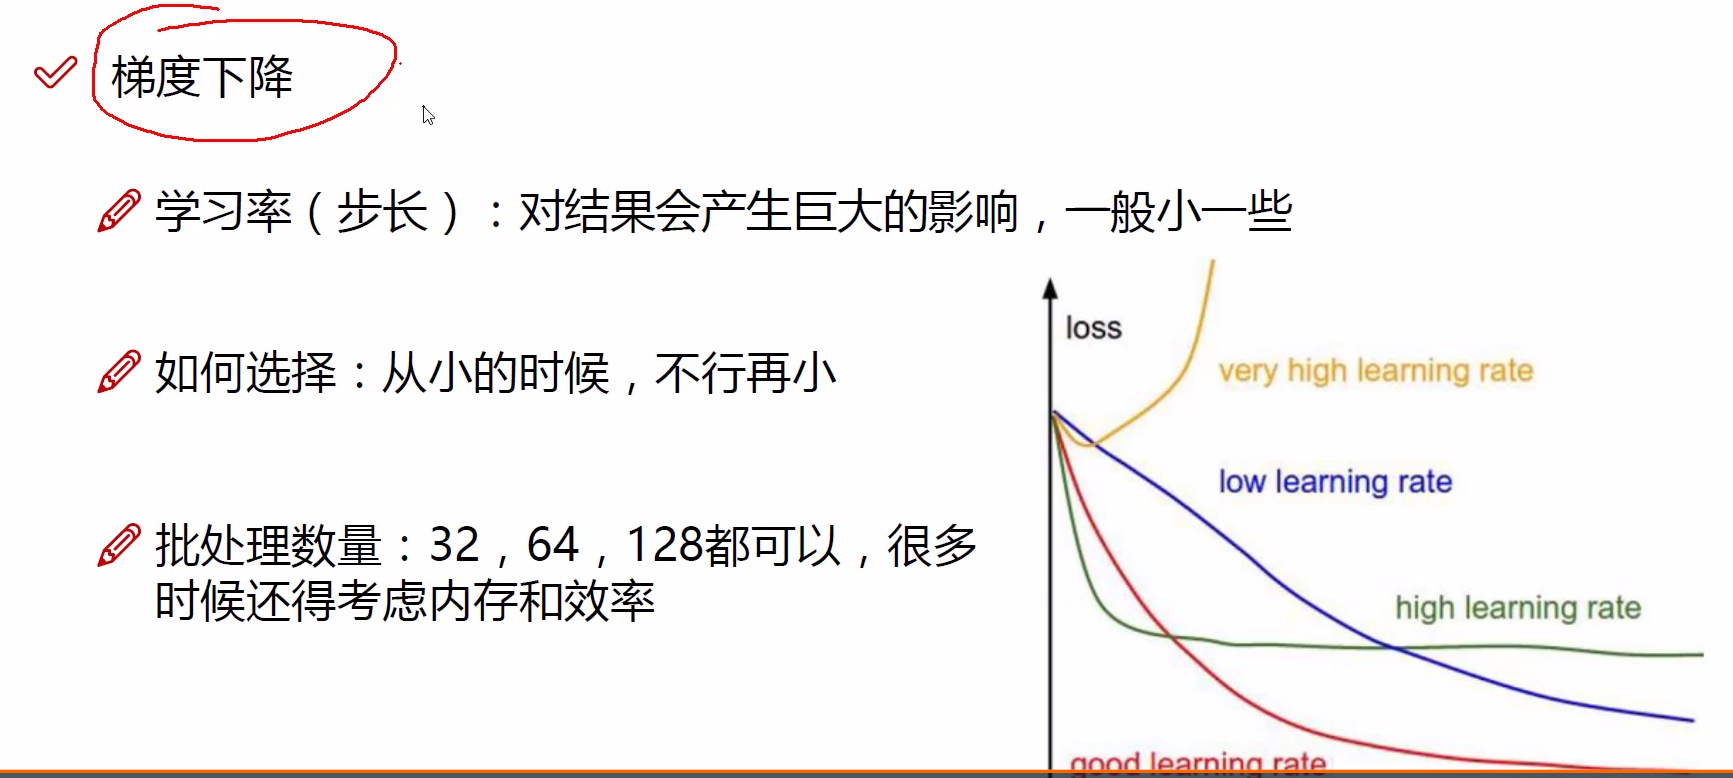 梯度下降
学习率（步长）：对结果会产生巨大的影响，一般小一些
如何选择：从小的时候，不行再小
批处理数量：32，64，128都可以，很多
时候还得考虑内存和效率
loss
very high learning rate
low learning rate
high learning rate
good learning rate